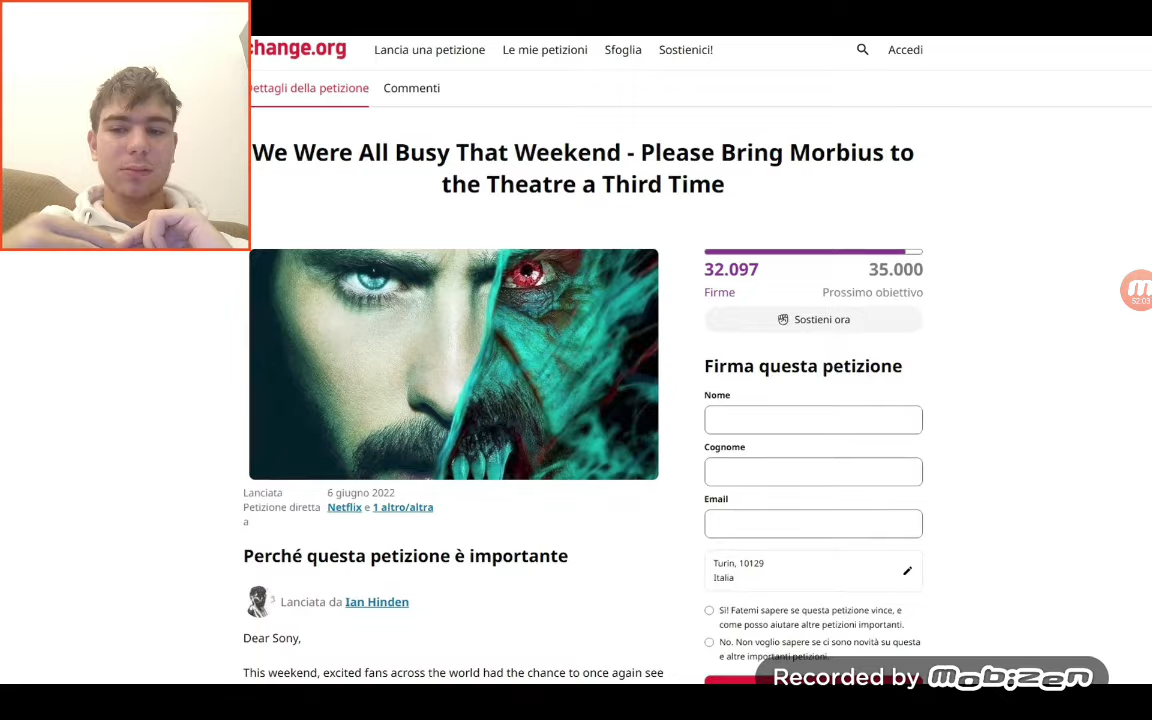 change.org
Lancia una petizione
Le mie petizioni
Sfoglia
Sostienici!
Accedi
Dettagli della petizione
Commenti
We Were All Busy That Weekend - Please Bring Morbius to
the Theatre a Third Time
32.097
35.000
Firme
Prossimo obiettivo
Sostieni ora
Firma questa petizione
Nome
Cognome
Email
Turin, 10129
Italia
Sì! Fatemi sapere se questa petizione vince, e
come posso aiutare altre petizioni importanti.
No. Non voglio sapere se ci sono novità su questa
e altre importanti petizioni.
Lanciata
6 giugno 2022
Petizione diretta
a
Netflix e 1 altro/altra
Perché questa petizione è importante
Lanciata da Ian Hinden
Dear Sony,
This weekend, excited fans across the world had the chance to once again see
52:03
Recorded by Mobizen